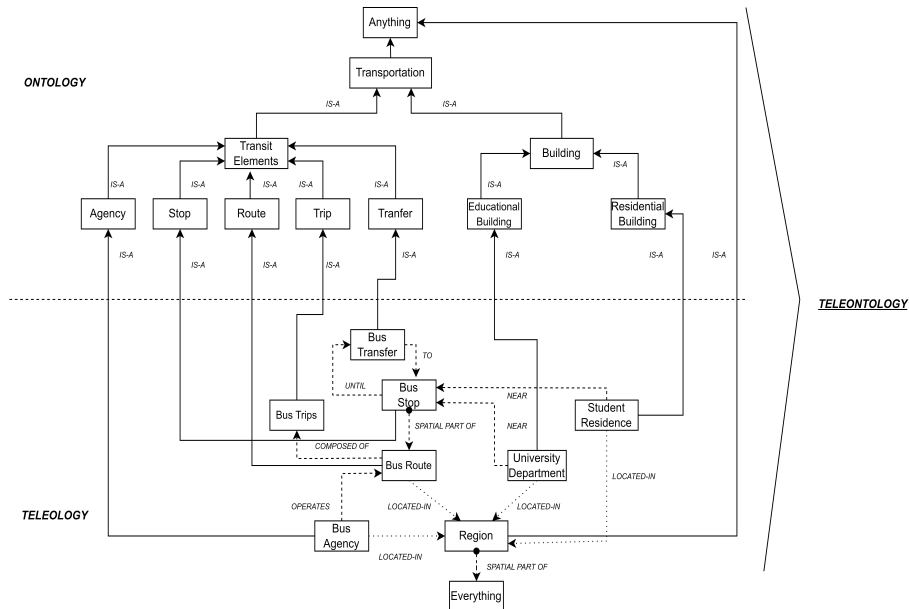 Anything
ONTOLOGY
Transportation
IS-A
IS-A
Transit
Elements
Building
IS-A
IS-A
IS-A
IS-A
IS-A
IS-A
IS-A
Agency
Stop
Route
Trip
Tranfer
Educational
Building
Residential
Building
IS-A
IS-A
IS-A
IS-A
IS-A
IS-A
IS-A
IS-A
TELEONTOLOGY
Bus
Transfer
TO
UNTIL
Bus
Stop
NEAR
Bus Trips
SPATIAL PART OF
NEAR
Student
Residence
COMPOSED OF
Bus Route
University
Department
LOCATED-IN
OPERATES
LOCATED-IN
LOCATED-IN
TELEOLOGY
Bus
Agency
Region
LOCATED-IN
SPATIAL PART OF
Everything